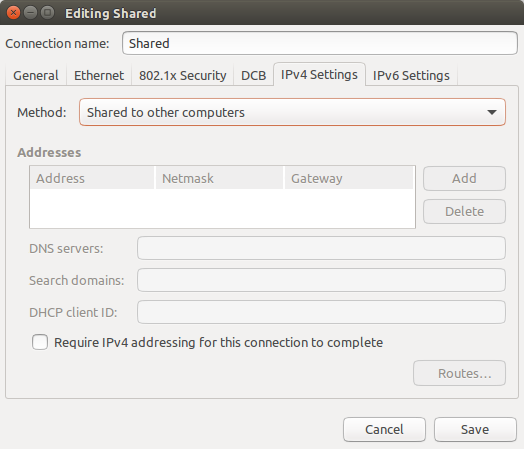 Editing Shared
Connection name: Shared
General Ethernet 802.1x Security DCB IPv4 Settings IPv6 Settings
Method: Shared to other computers
Addresses
Address Netmask Gateway Add
Delete
DNS servers:
Search domains:
DHCP client ID:
Require IPv4 addressing for this connection to complete
Routes...
Cancel Save